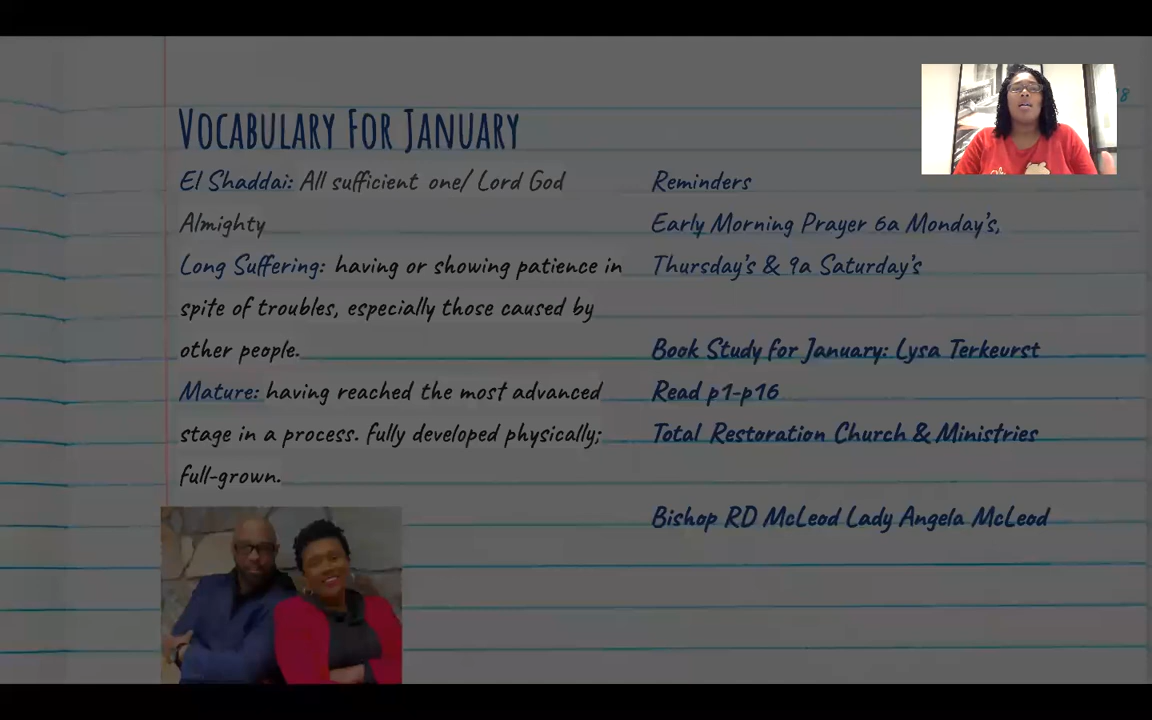 Vocabulary For January
El Shaddai: All sufficient one/ Lord God
Almighty
Long Suffering: having or showing patience in
spite of troubles, especially those caused by
other people.
Mature: having reached the most advanced
stage in a process. fully developed physically;
full-grown.
Reminders
Early Morning Prayer 6a Monday's,
Thursday's & 9a Saturday's
Book Study for January: Lysa Terkeurst
Read p1-p16
Total Restoration Church & Ministries
Bishop RD McLeod Lady Angela McLeod